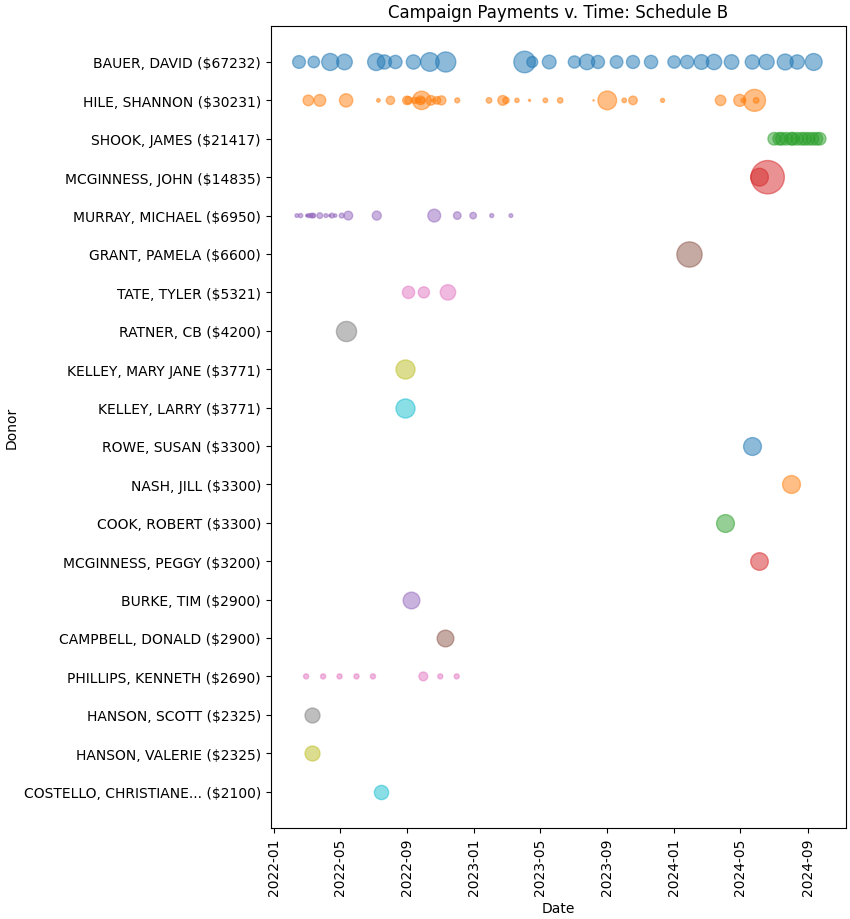 Campaign Payments v. Time: Schedule B
BAUER, DAVID ($67232)
HILE, SHANNON ($30231)
SHOOK, JAMES ($21417)
MCGINNESS, JOHN ($14835)
MURRAY, MICHAEL ($6950)
GRANT, PAMELA ($6600)
TATE, TYLER ($5321)
RATNER, CB ($4200)
KELLEY, MARY JANE ($3771)
KELLEY, LARRY ($3771)
ROWE, SUSAN ($3300)
NASH, JILL ($3300)
COOK, ROBERT ($3300)
MCGINNESS, PEGGY ($3200)
BURKE, TIM ($2900)
CAMPBELL, DONALD ($2900)
PHILLIPS, KENNETH ($2690)
HANSON, SCOTT ($2325)
HANSON, VALERIE ($2325)
COSTELLO, CHRISTIANE... ($2100)
Donor
2022-01
2022-05
2022-09
2023-01
2023-05
2023-09
2024-01
2024-05
2024-09
Date